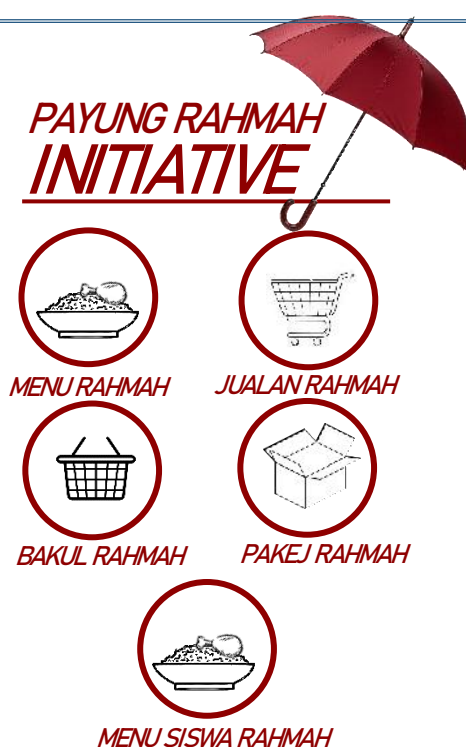 PAYUNG RAHMAH
INITIATIVE
MENU RAHMAH
JUALAN RAHMAH
BAKUL RAHMAH
PAKEJ RAHMAH
MENU SISWA RAHMAH